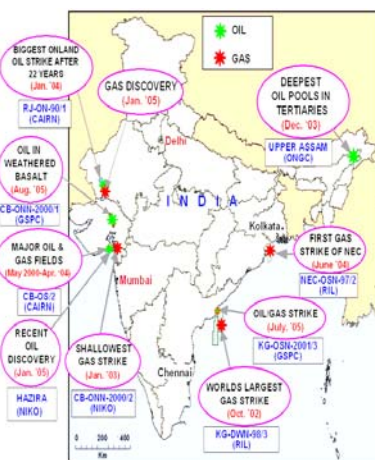 OIL
GAS
BIGGEST ONLAND
OIL STRIKE AFTER
22 YEARS
(Jan. '04)
RJ-ON-90/1
(CAIRN)
GAS DISCOVERY
(Jan. '05)
DEEPEST
OIL POOLS IN
TERTIARIES
(Dec. '03)
UPPER ASSAM
(ONGC)
Delhi
OIL IN
WEATHERED
BASALT
(Aug. '05)
CB-ONN-2000/1
(GSPC)
INDIA
Kolkata
MAJOR OIL &
GAS FIELDS
(May 2000-Apr. '04)
CB-OS/2
(CAIRN)
Mumbai
FIRST GAS
STRIKE OF NEC
(June '04)
NEC-OSN-97/2
(RIL)
RECENT
OIL
DISCOVERY
(Jan. '05)
HAZIRA
(NIKO)
SHALLOWEST
GAS STRIKE
(Jan. '03)
CB-ONN-2000/2
(NIKO)
OIL/GAS STRIKE
(July. '05)
KG-OSN-2001/3
(GSPC)
Chennai
WORLDS LARGEST
GAS STRIKE
(Oct. '02)
KG-DWN-98/3
(RIL)
0 200 400
Km